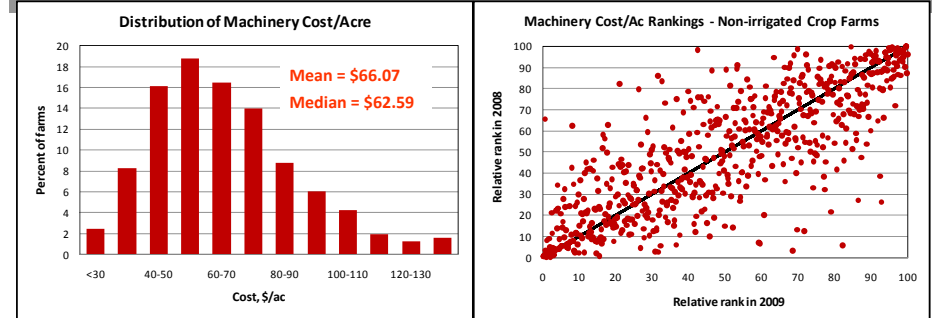 Distribution of Machinery Cost/Acre
20
18
16
14
12
10
8
6
4
2
0
Percent of farms
Mean = $66.07
Median = $62.59
<30 40-50 60-70 80-90 100-110 120-130
Cost, $/ac
Machinery Cost/Ac Rankings - Non-irrigated Crop Farms
100
90
80
70
60
50
40
30
20
10
0
Relative rank in 2008
0 10 20 30 40 50 60 70 80 90 100
Relative rank in 2009